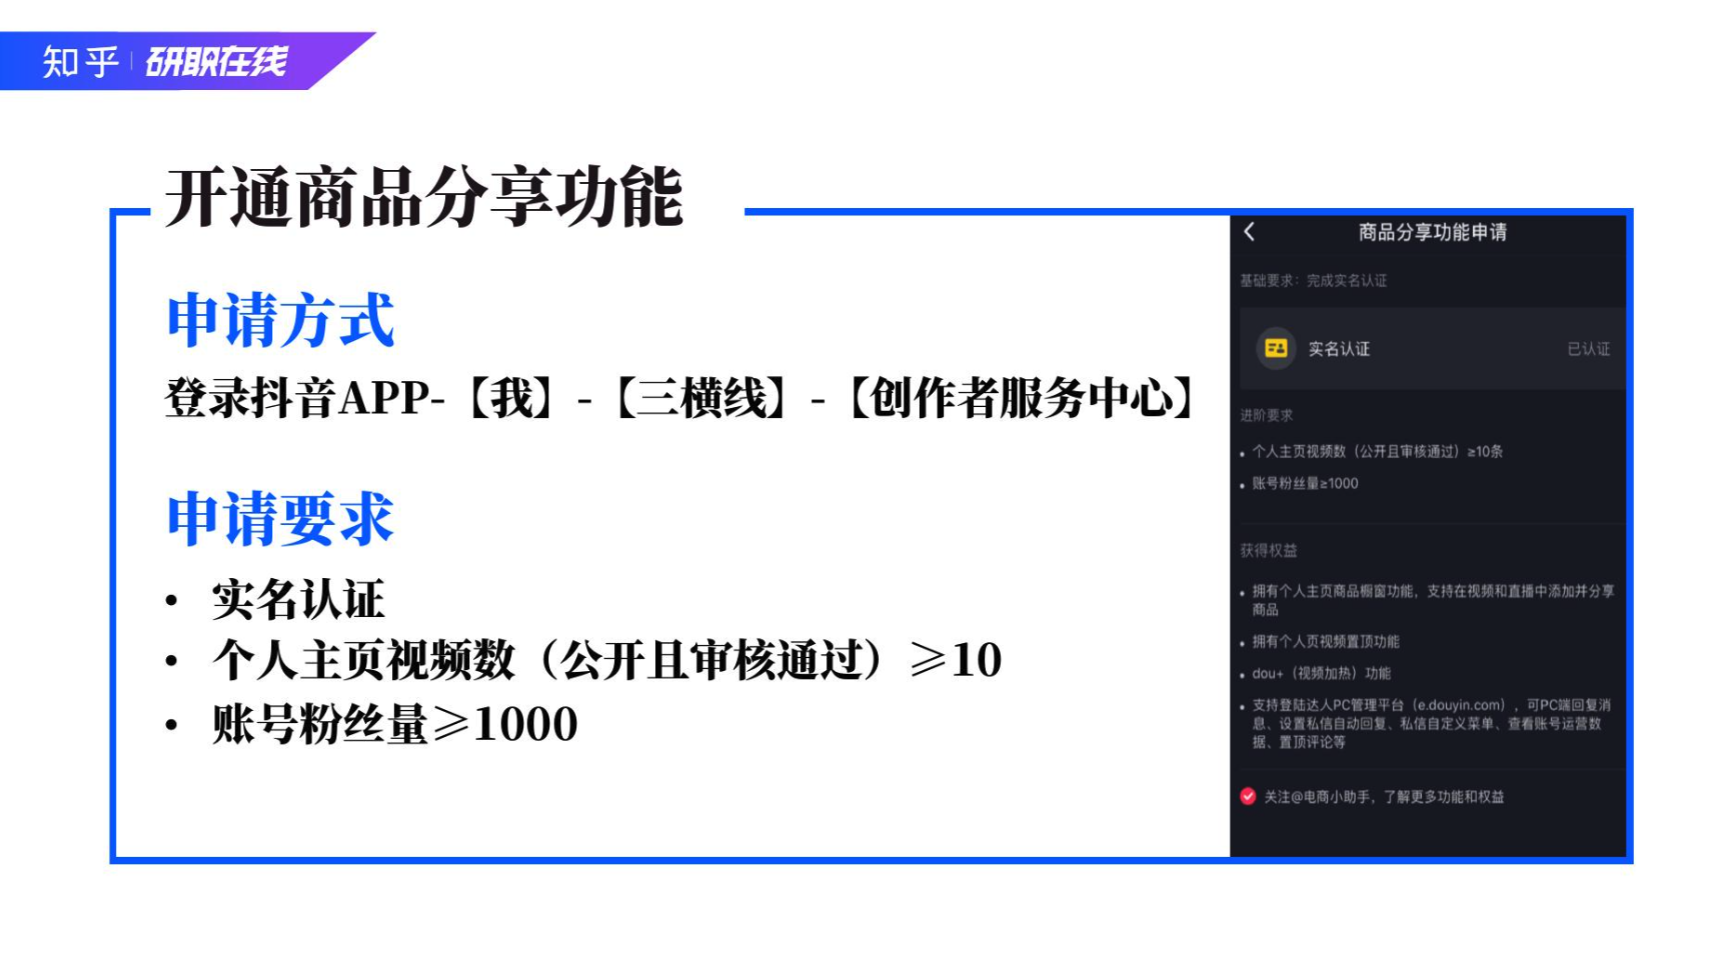 知乎 研职在线
开通商品分享功能
申请方式
登录抖音APP-【我】-【三横线】-【创作者服务中心】
申请要求
• 实名认证
• 个人主页视频数（公开且审核通过）≥10
• 账号粉丝量≥1000
商品分享功能申请
基础要求：完成实名认证
实名认证 已认证
进阶要求
• 个人主页视频数（公开且审核通过）≥10条
• 账号粉丝量≥1000
获得权益
• 拥有个人主页商品橱窗功能，支持在视频和直播中添加并分享
商品
• 拥有个人页视频置顶功能
• dou+（视频加热）功能
• 支持登陆达人PC管理平台（e.douyin.com），可PC端回复消
息、设置私信自动回复、私信自定义菜单、查看账号运营数
据、置顶评论等
关注@电商小助手，了解更多功能和权益